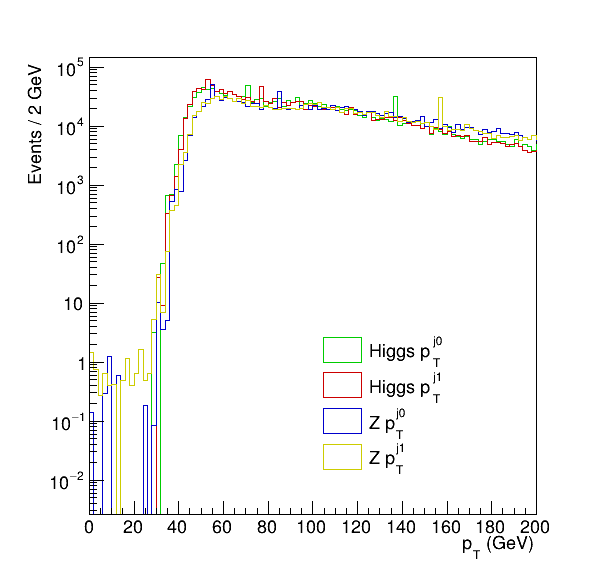 Events / 2 GeV
10^5
10^4
10^3
10^2
10
1
10^-1
10^-2
Higgs p_T^j0
Higgs p_T^j1
Z p_T^j0
Z p_T^j1
0 20 40 60 80 100 120 140 160 180 200
p_T (GeV)